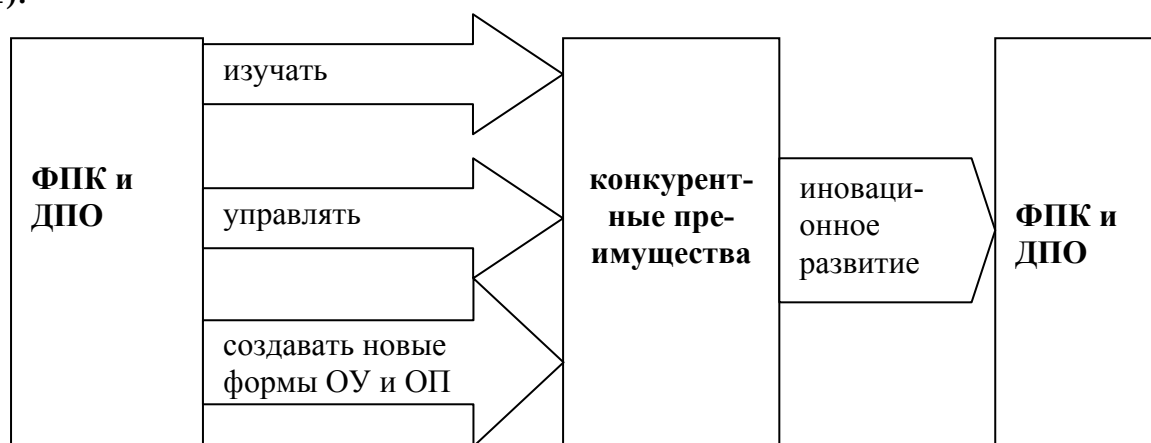 изучать
ФПК и
ДПО
управлять
создавать новые
формы ОУ и ОП
конкурент-
ные пре-
имущества
иноваци-
онное
развитие
ФПК и
ДПО